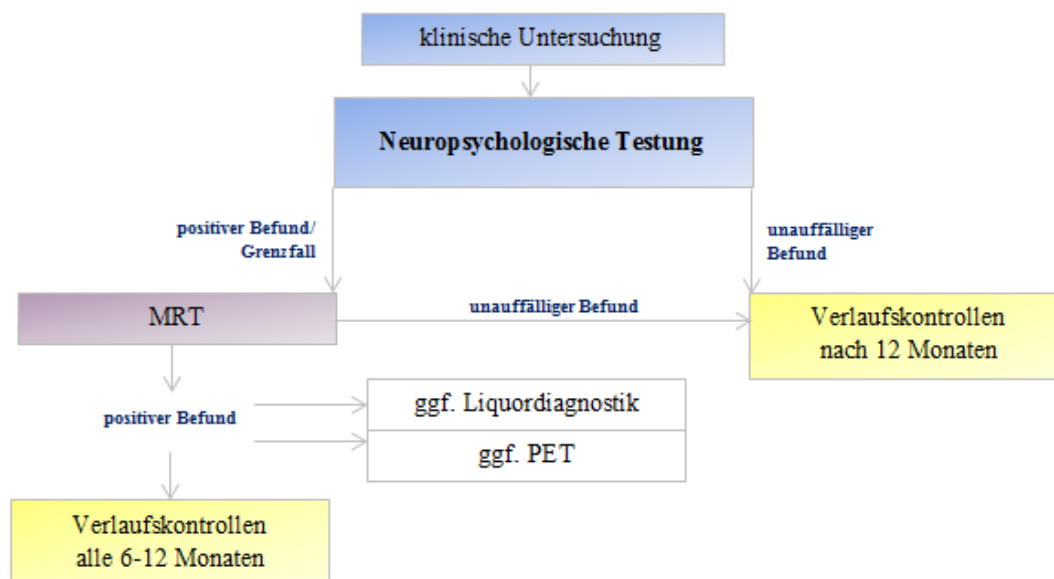 klinische Untersuchung
Neuropsychologische Testung
positiver Befund/
Grenzfall
unauffälliger
Befund
MRT
unauffälliger Befund
Verlaufskontrollen
nach 12 Monaten
positiver Befund
ggf. Liquordiagnostik
ggf. PET
Verlaufskontrollen
alle 6-12 Monaten